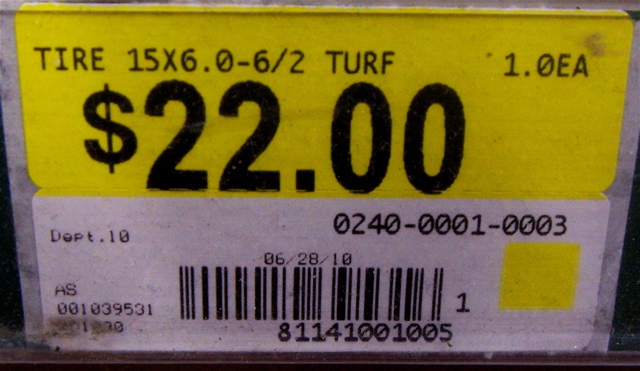 TIRE 15X6.0-6/2 TURF 1.0EA
$22.00
0240-0001-0003
Dept.10
06/28/10
AS
001039531
1
81141001005